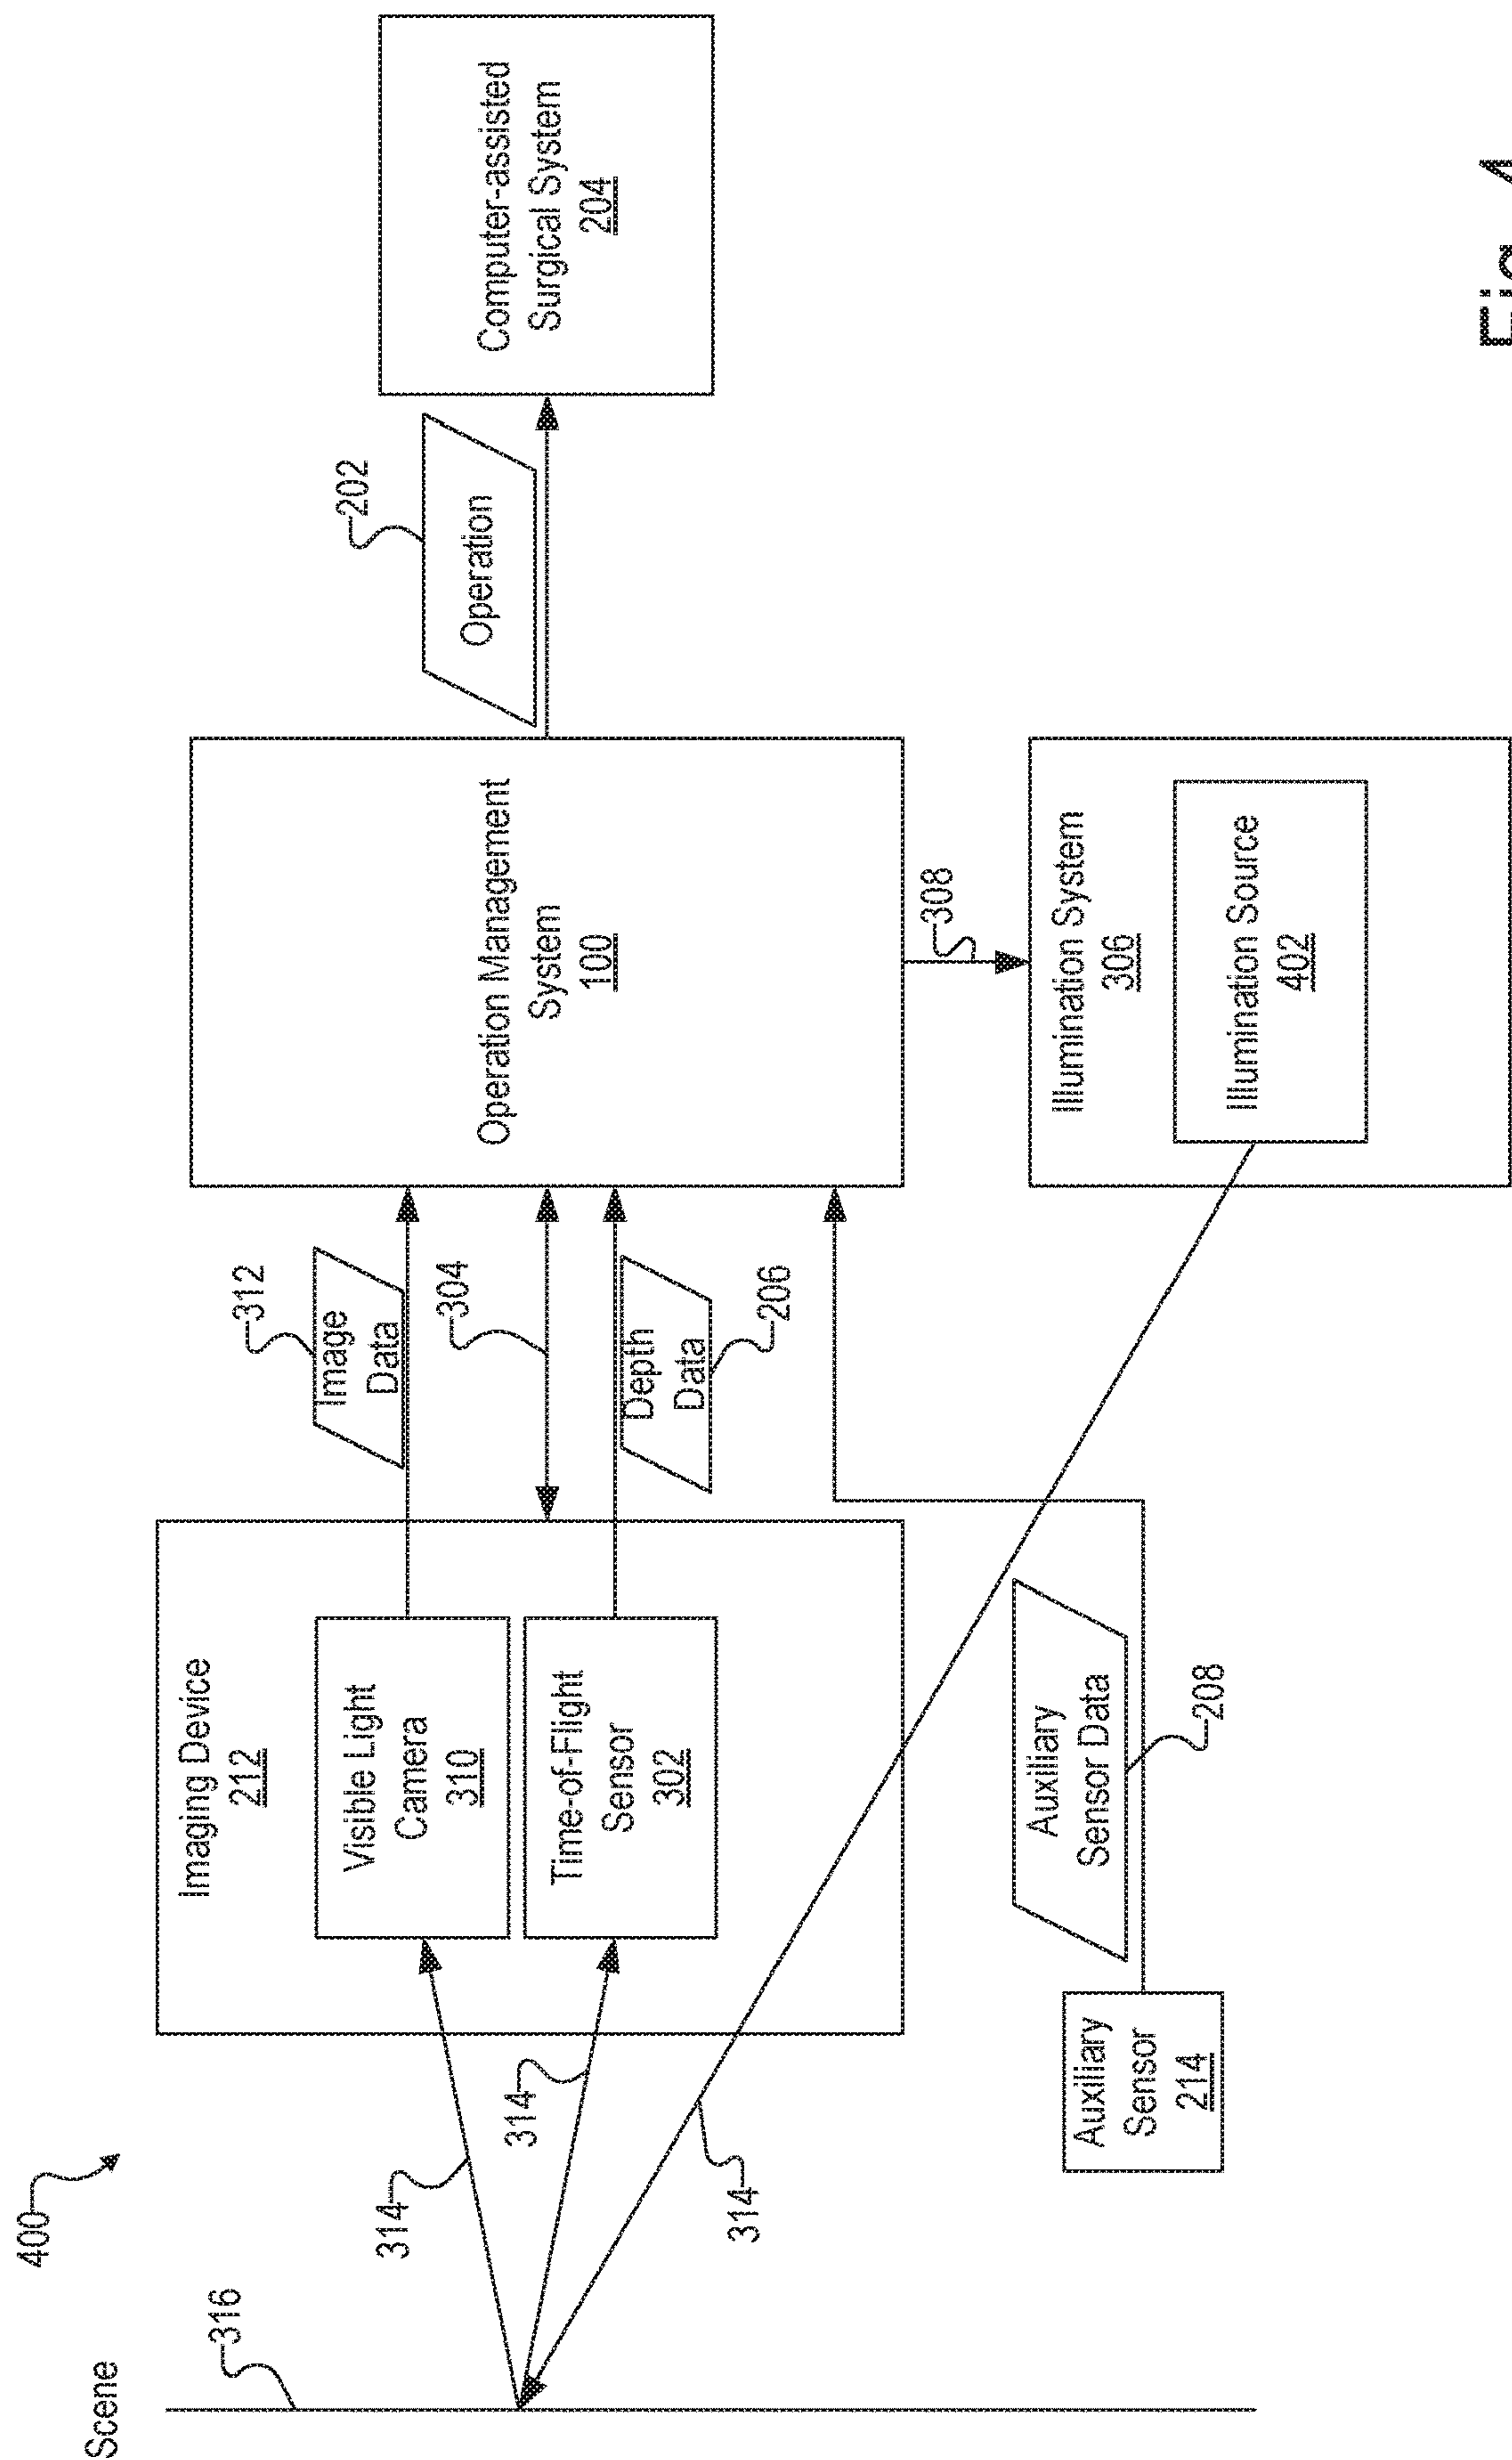 400
Scene
316
314
314
314
Imaging Device
212
Visible Light
Camera
310
Time-of-Flight
Sensor
302
Image
Data
312
304
Depth
Data
206
Auxiliary
Sensor
214
Auxiliary
Sensor Data
208
Operation Management
System
100
308
Illumination System
306
Illumination Source
402
Operation
202
Computer-assisted
Surgical System
204
Fig. 4